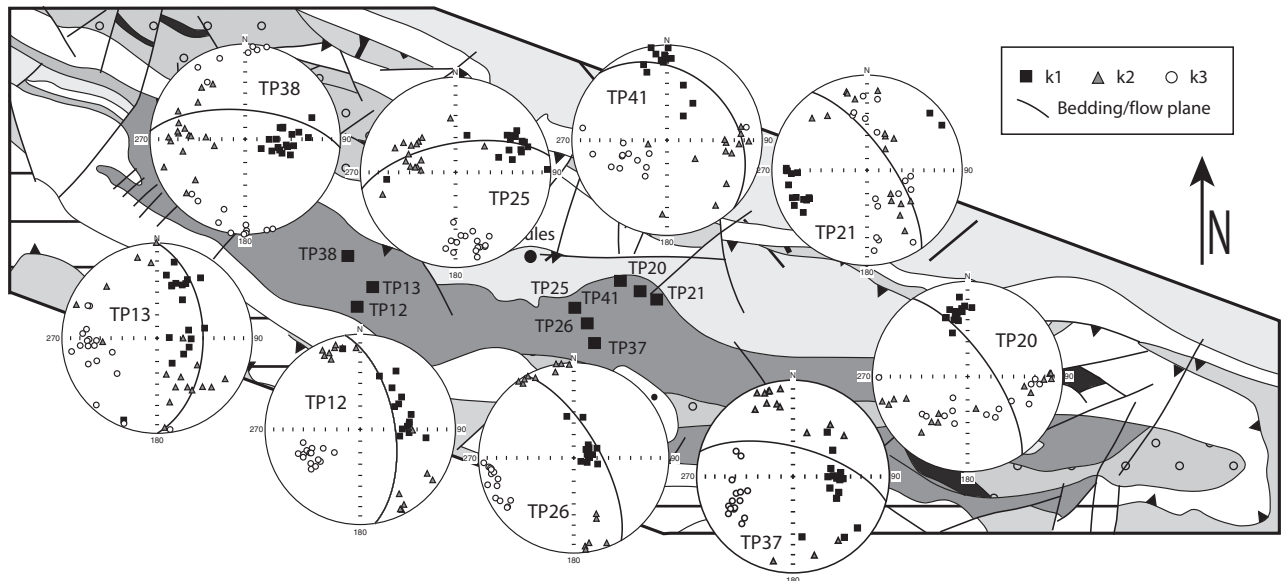 k1 k2 k3
Bedding/flow plane
N
N
TP38
270
90
180
N
TP25
270
90
180
N
TP41
270
90
180
N
TP21
270
180
N
ules
TP38
TP13
TP12
TP20
TP25
TP41
TP21
TP26
TP37
N
TP13
270
90
180
N
TP12
270
90
180
N
TP26
270
90
180
N
TP37
270
90
180
N
TP20
270
90
180